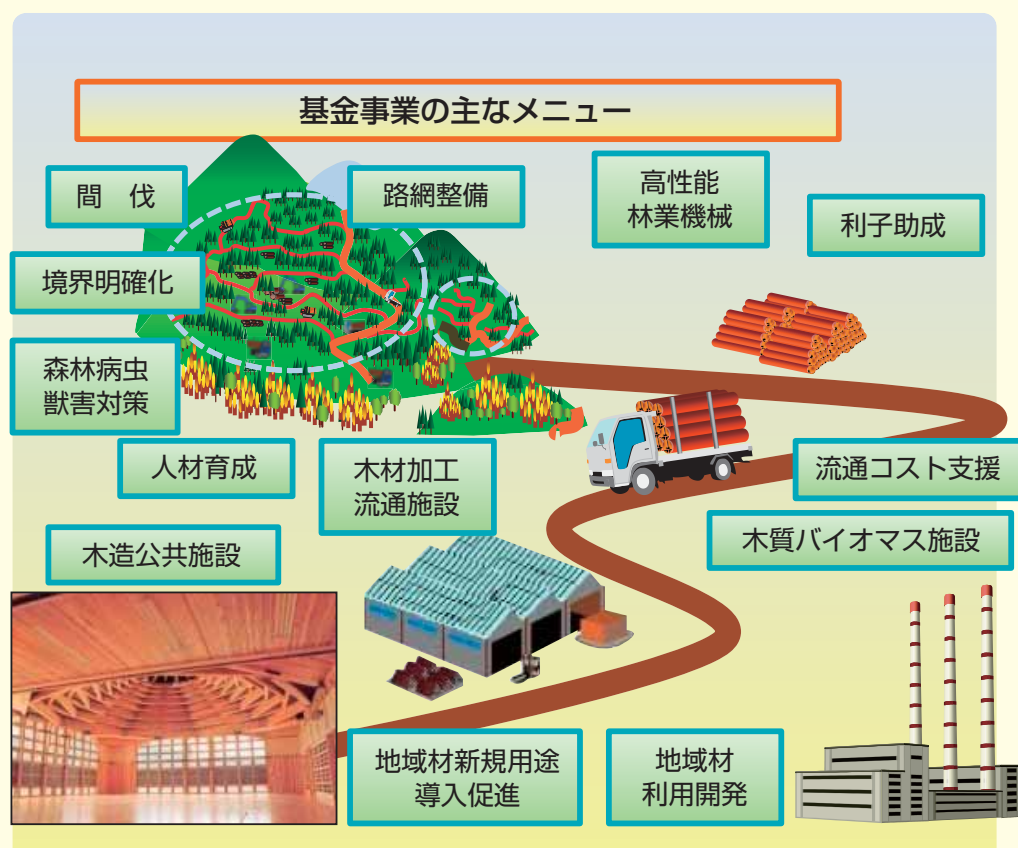 基金事業の主なメニュー
間 伐
路網整備
高性能
林業機械
利子助成
境界明確化
森林病虫
獣害対策
人材育成
木材加工
流通施設
流通コスト支援
木造公共施設
木質バイオマス施設
地域材新規用途
導入促進
地域材
利用開発